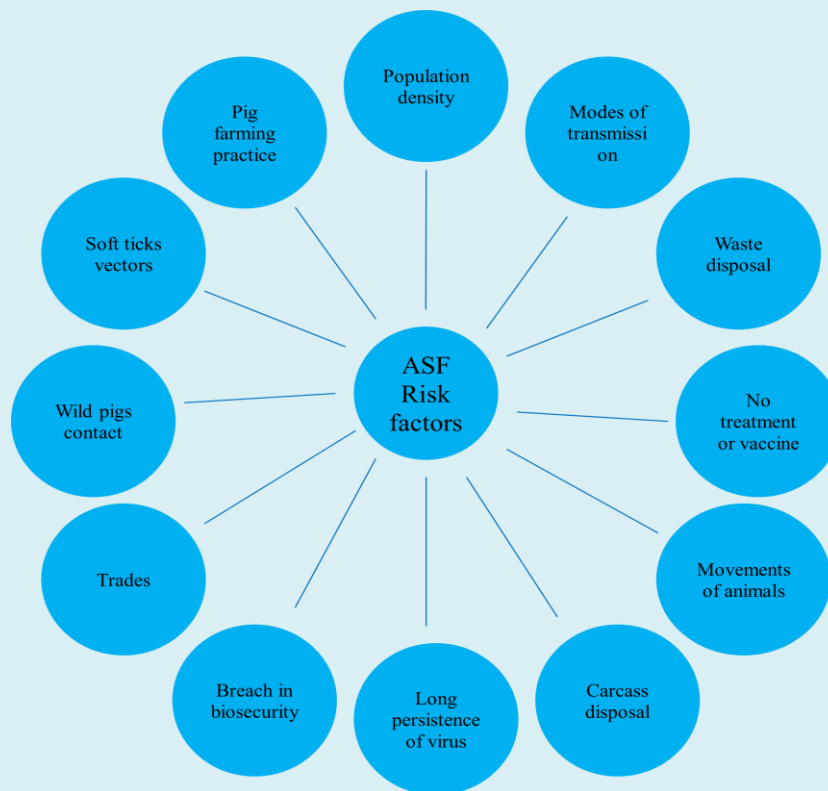 Population
density
Modes of
transmissi
on
Waste
disposal
No
treatment
or vaccine
Movements
of animals
Carcass
disposal
Long
persistence
of virus
Breach in
biosecurity
Trades
Wild pigs
contact
Soft ticks
vectors
Pig
farming
practice
ASF
Risk
factors